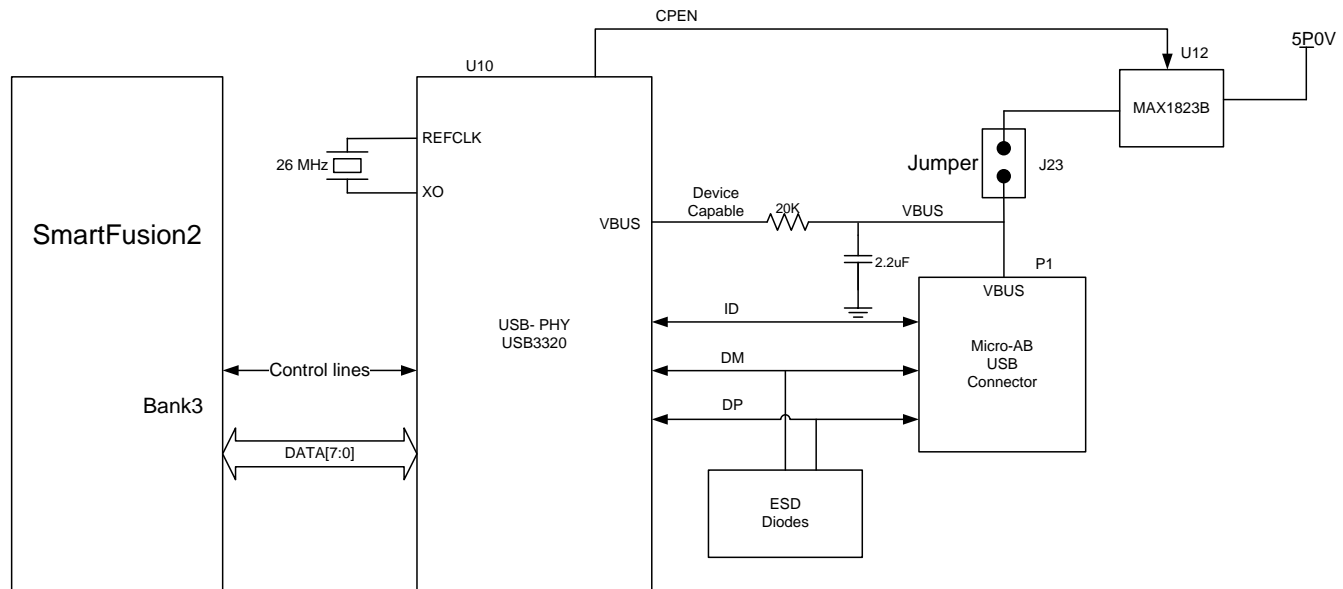 CPEN
5P0V
U10
U12
MAX1823B
REFCLK
26 MHz
XO
Jumper
J23
Device
Capable
20K
VBUS
VBUS
SmartFusion2
2.2uF
P1
VBUS
ID
USB- PHY
USB3320
Micro-AB
USB
Connector
DM
Control lines
Bank3
DP
DATA[7:0]
ESD
Diodes